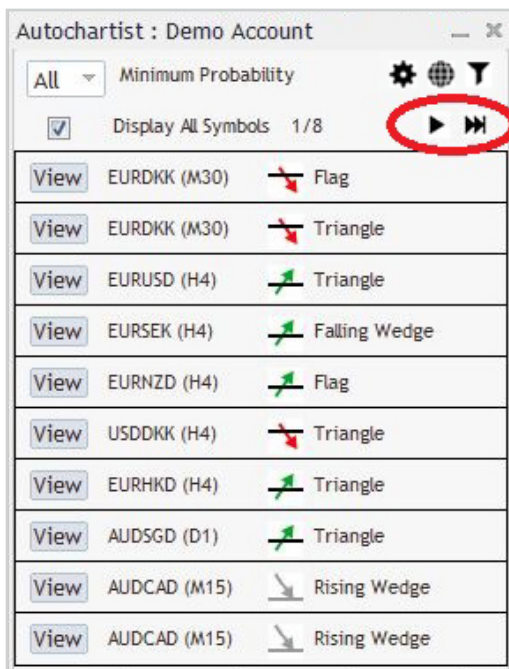 Autochartist : Demo Account
All Minimum Probability
Display All Symbols 1/8
View EURDKK (M30) Flag
View EURDKK (M30) Triangle
View EURUSD (H4) Triangle
View EURSEK (H4) Falling Wedge
View EURNZD (H4) Flag
View USDDKK (H4) Triangle
View EURHKD (H4) Triangle
View AUDSGD (D1) Triangle
View AUDCAD (M15) Rising Wedge
View AUDCAD (M15) Rising Wedge